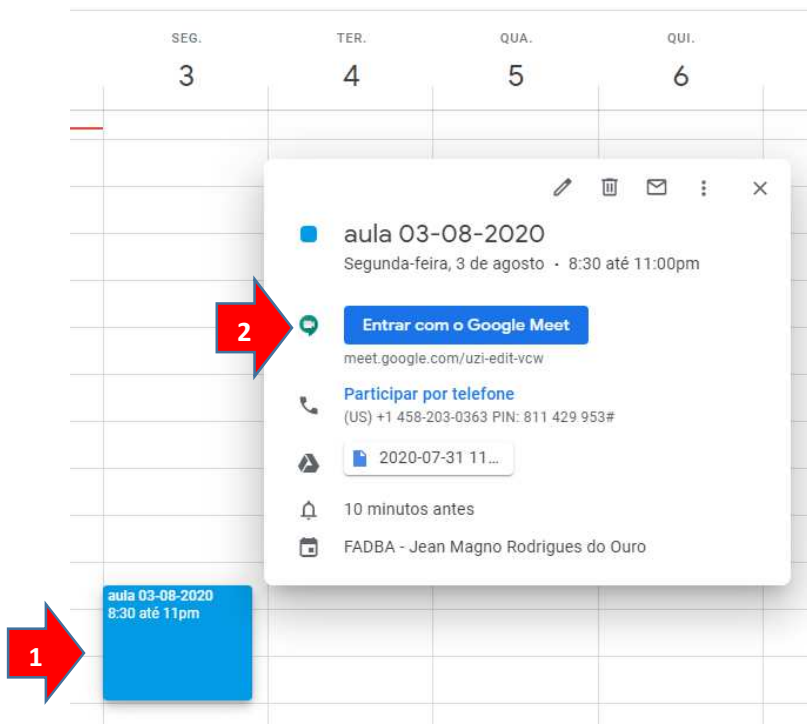 SEG. TER. QUA. QUI.
3 4 5 6
aula 03-08-2020
Segunda-feira, 3 de agosto · 8:30 até 11:00pm
2
Entrar com o Google Meet
meet.google.com/uzi-edit-vcw
Participar por telefone
(US) +1 458-203-0363 PIN: 811 429 953#
2020-07-31 11...
10 minutos antes
FADBA - Jean Magno Rodrigues do Ouro
aula 03-08-2020
8:30 até 11pm
1